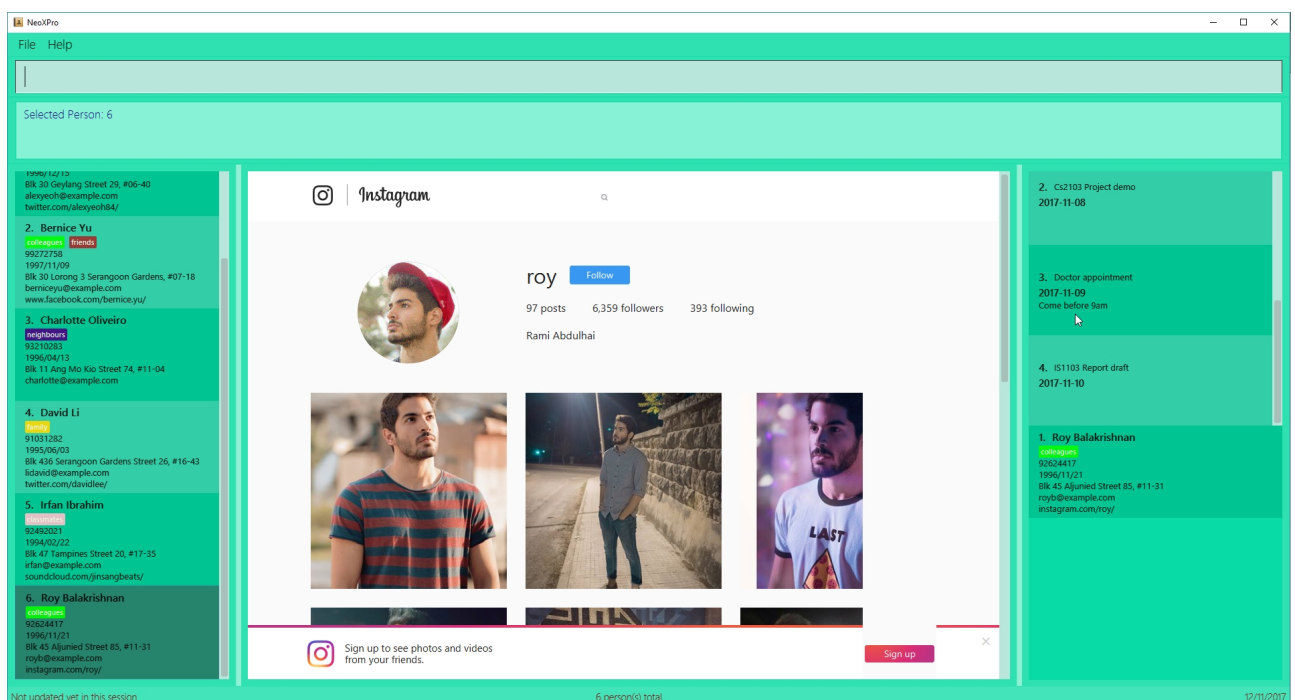 NeoXPro
File Help
Selected Person: 6
1996/12/15
Blk 30 Geylang Street 29, #06-40
alexyeoh@example.com
twitter.com/alexyeoh84/
2. Bernice Yu
colleagues friends
99272758
1997/11/09
Blk 30 Lorong 3 Serangoon Gardens, #07-18
berniceyu@example.com
www.facebook.com/bernice.yu/
3. Charlotte Oliveiro
neighbours
93210283
1996/04/13
Blk 11 Ang Mo Kio Street 74, #11-04
charlotte@example.com
4. David Li
family
91031282
1995/06/03
Blk 436 Serangoon Gardens Street 26, #16-43
lidavid@example.com
twitter.com/davidlee/
5. Irfan Ibrahim
classmates
92492021
1994/02/22
Blk 47 Tampines Street 20, #17-35
irfan@example.com
soundcloud.com/jinsangbeats/
6. Roy Balakrishnan
colleagues
92624417
1996/11/21
Blk 45 Aljunied Street 85, #11-31
royb@example.com
instagram.com/roy/
Instagram
roy Follow
97 posts 6,359 followers 393 following
Rami Abdulhai
LAST
Sign up to see photos and videos
from your friends.
Sign up
2. Cs2103 Project demo
2017-11-08
3. Doctor appointment
2017-11-09
Come before 9am
4. IS1103 Report draft
2017-11-10
1. Roy Balakrishnan
colleagues
92624417
1996/11/21
Blk 45 Aljunied Street 85, #11-31
royb@example.com
instagram.com/roy/
Not updated yet in this session
6 person(s) total
12/11/2017